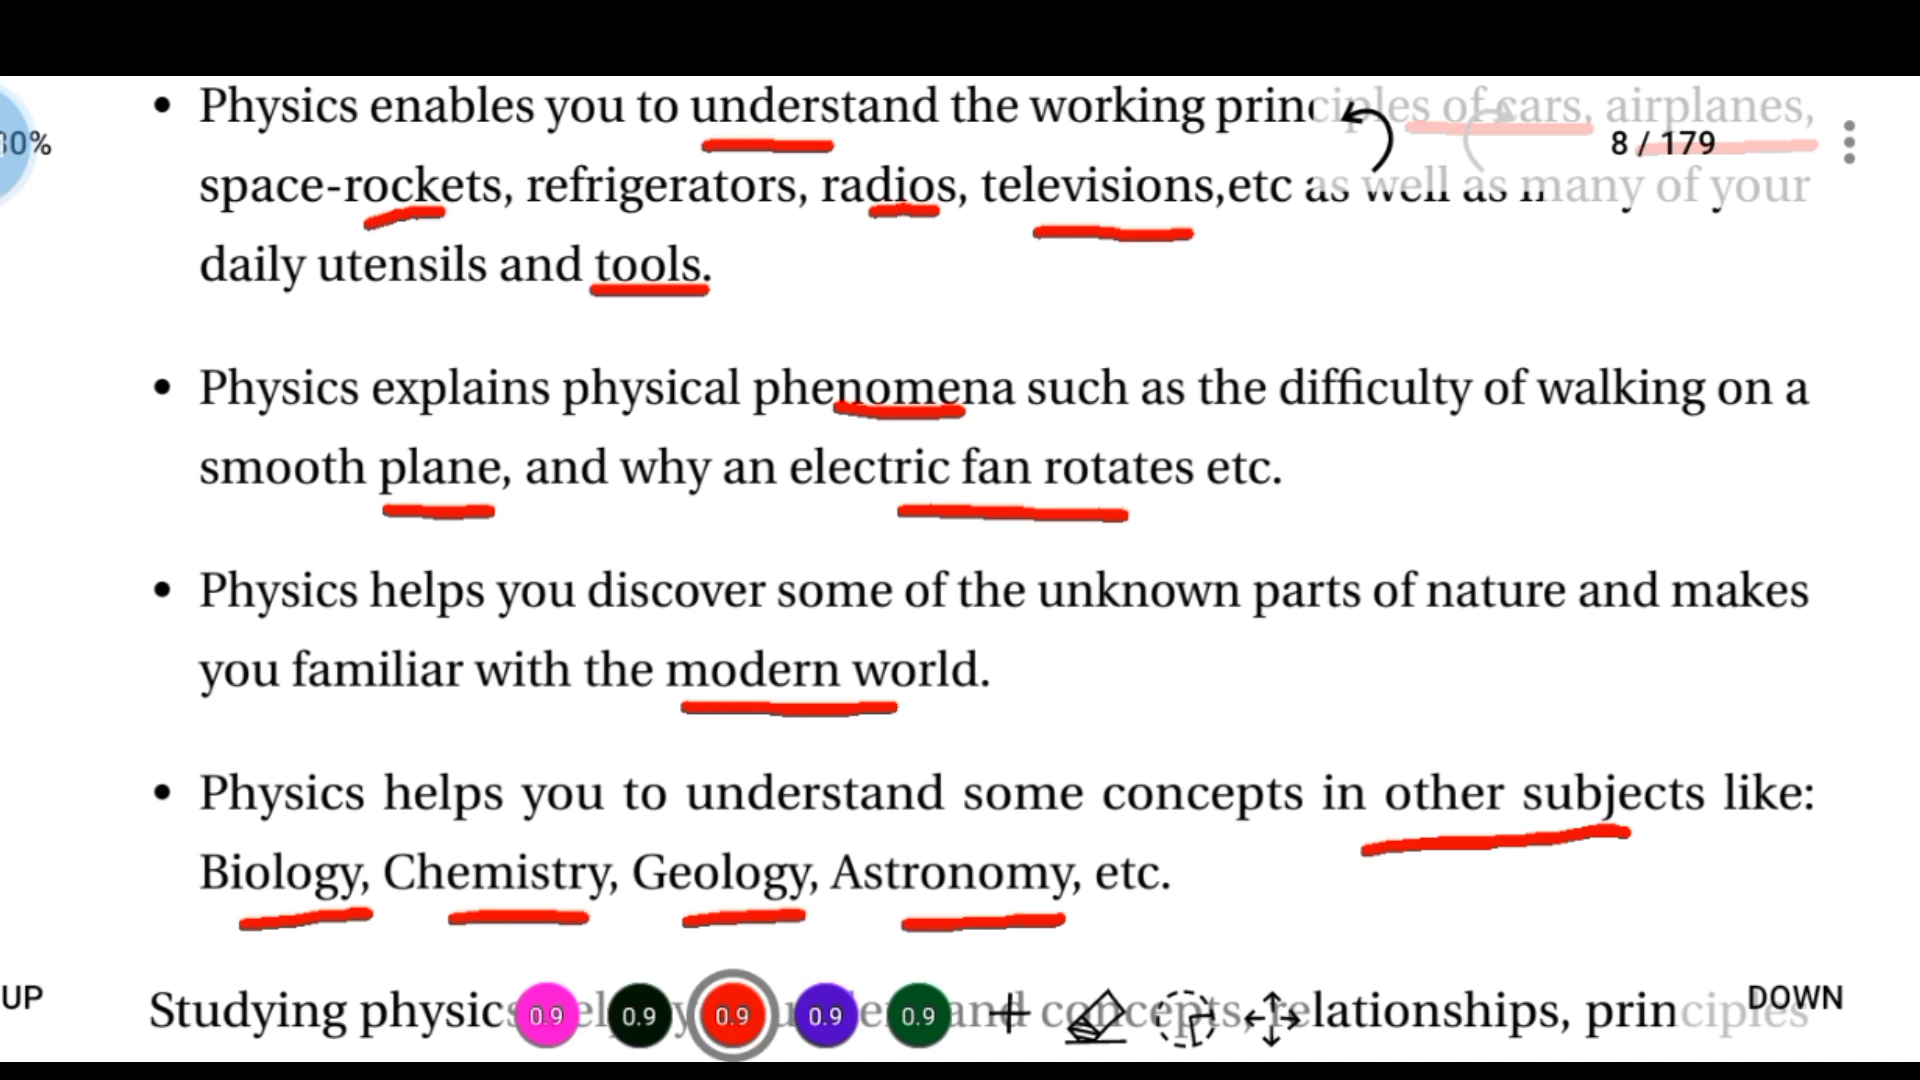 • Physics enables you to understand the working principles of cars, airplanes,
80%
8 / 179
space-rockets, refrigerators, radios, televisions,etc as well as many of your
daily utensils and tools.
• Physics explains physical phenomena such as the difficulty of walking on a
smooth plane, and why an electric fan rotates etc.
• Physics helps you discover some of the unknown parts of nature and makes
you familiar with the modern world.
• Physics helps you to understand some concepts in other subjects like:
Biology, Chemistry, Geology, Astronomy, etc.
UP
DOWN
Studying physics concepts, relationships, principles
0.9 0.9 0.9 0.9 0.9